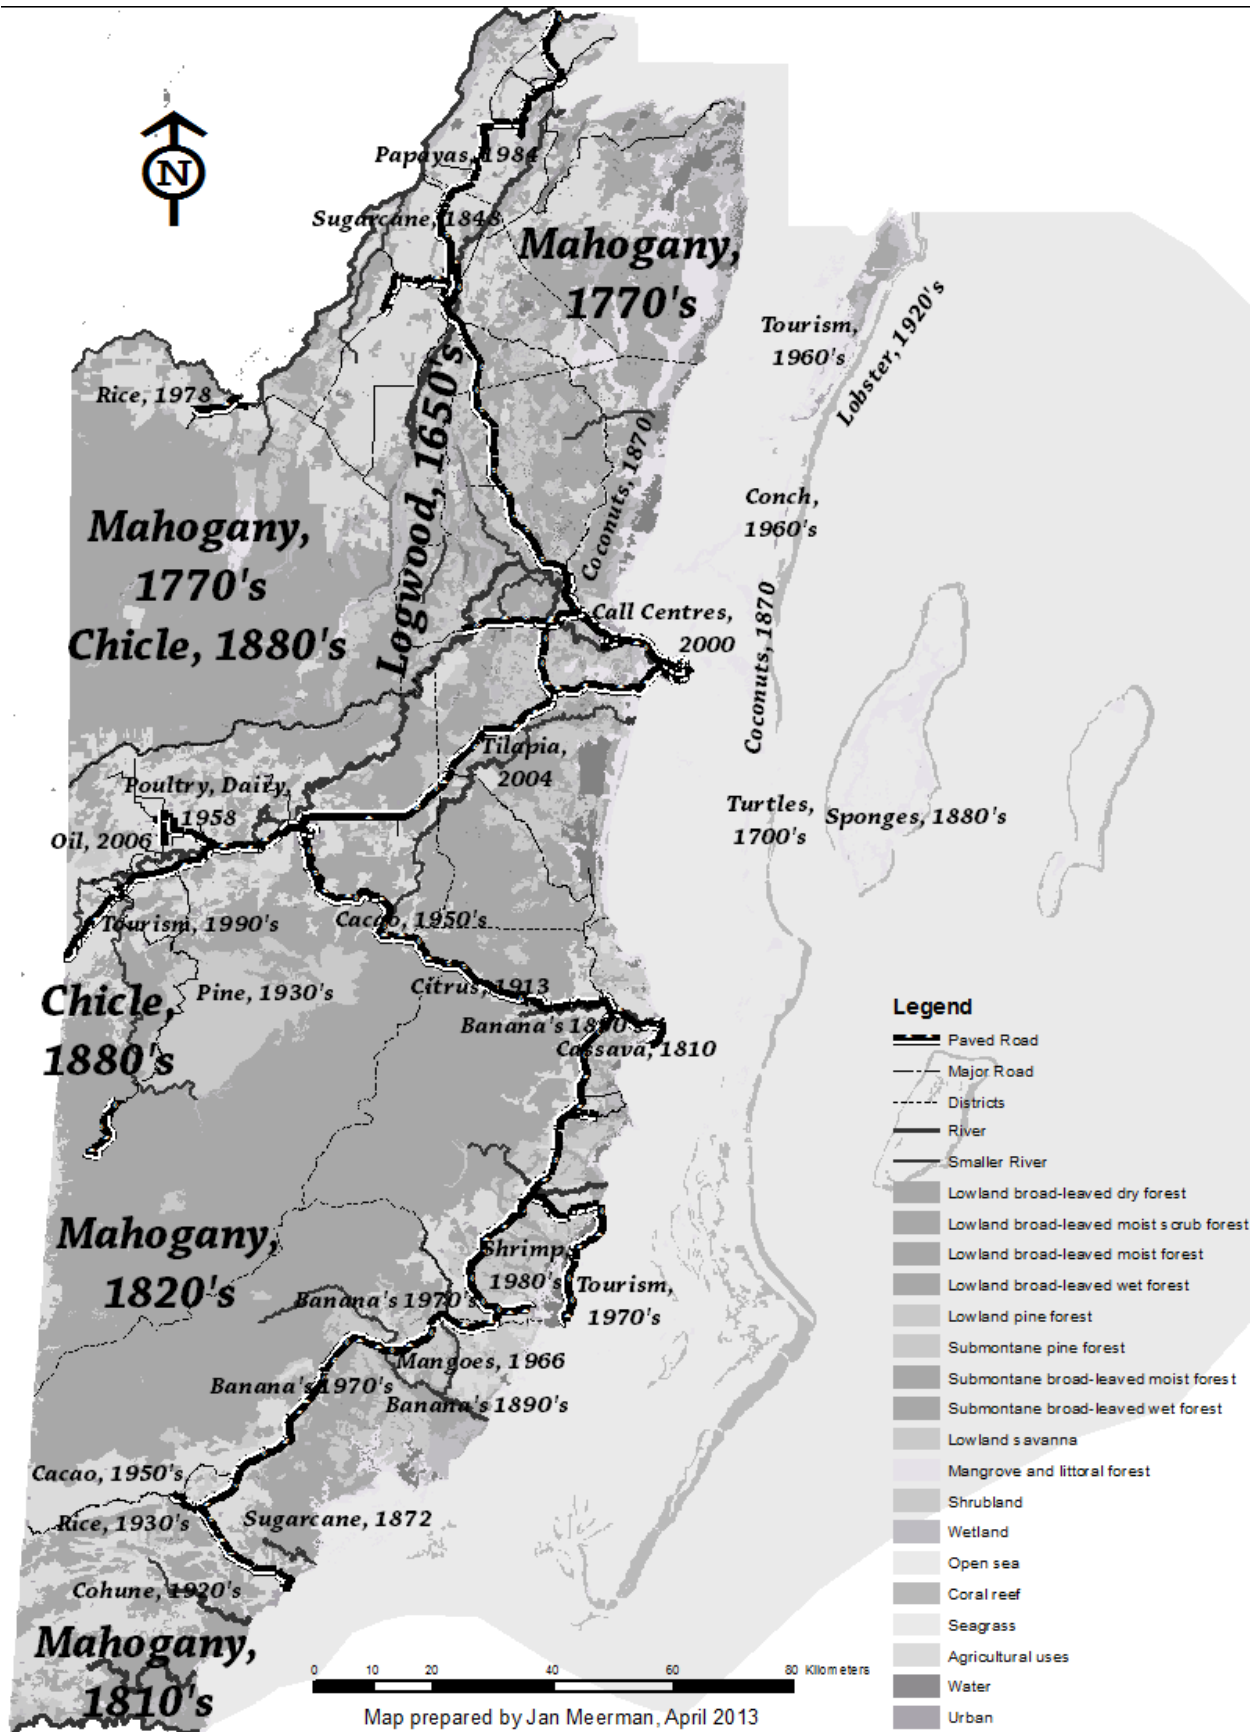 N
Papayas, 1984
Sugarcane, 1848
Mahogany,
1770's
Tourism,
1960's
Lobster, 1920's
Rice, 1978
Logwood, 1650's
Coconuts, 1870
Conch,
1960's
Mahogany,
1770's
Chicle, 1880's
Call Centres,
2000
Coconuts, 1870
Tilapia,
2004
Poultry, Dairy,
1958
Oil, 2006
Turtles,
1700's
Sponges, 1880's
Tourism, 1990's
Cacao, 1950's
Chicle,
1880's
Pine, 1930's
Citrus, 1913
Banana's 1890's
Cassava, 1810
Mahogany,
1820's
Shrimp,
1980's
Tourism,
1970's
Banana's 1970's
Mangoes, 1966
Banana's 1970's
Banana's 1890's
Cacao, 1950's
Rice, 1930's
Sugarcane, 1872
Cohune, 1920's
Mahogany,
1810's
Legend
Paved Road
Major Road
Districts
River
Smaller River
Lowland broad-leaved dry forest
Lowland broad-leaved moist scrub forest
Lowland broad-leaved moist forest
Lowland broad-leaved wet forest
Lowland pine forest
Submontane pine forest
Submontane broad-leaved moist forest
Submontane broad-leaved wet forest
Lowland savanna
Mangrove and littoral forest
Shrubland
Wetland
Open sea
Coral reef
Seagrass
Agricultural uses
Water
Urban
0 10 20 40 60 80 Kilometers
Map prepared by Jan Meerman, April 2013